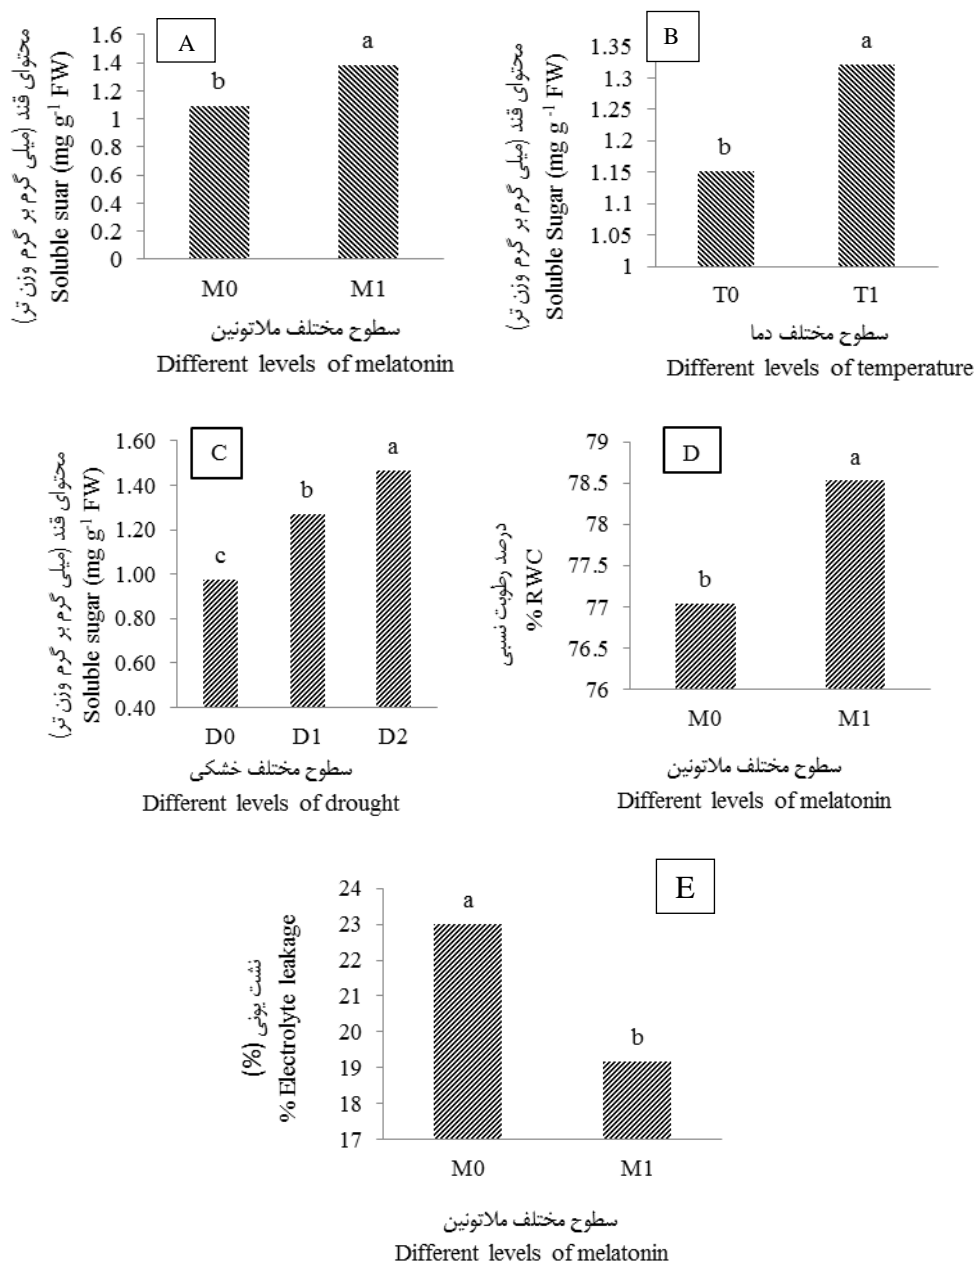 A
محتوای قند (میلی گرم بر گرم وزن تر)
Soluble suar (mg g⁻¹ FW)
1.6
1.4
1.2
1
0.8
0.6
0.4
0.2
0
b
a
M0 M1
سطوح مختلف ملاتونین
Different levels of melatonin
B
محتوای قند (میلی گرم بر گرم وزن تر)
Soluble Sugar (mg g⁻¹ FW)
1.35
1.3
1.25
1.2
1.15
1.1
1.05
1
b
a
T0 T1
سطوح مختلف دما
Different levels of temperature
C
محتوای قند (میلی گرم بر گرم وزن تر)
Soluble sugar (mg g⁻¹ FW)
1.60
1.40
1.20
1.00
0.80
0.60
0.40
c
b
a
D0 D1 D2
سطوح مختلف خشکی
Different levels of drought
D
درصد رطوبت نسبی
% RWC
79
78.5
78
77.5
77
76.5
76
b
a
M0 M1
سطوح مختلف ملاتونین
Different levels of melatonin
E
نشت یونی (%)
% Electrolyte leakage
24
23
22
21
20
19
18
17
a
b
M0 M1
سطوح مختلف ملاتونین
Different levels of melatonin